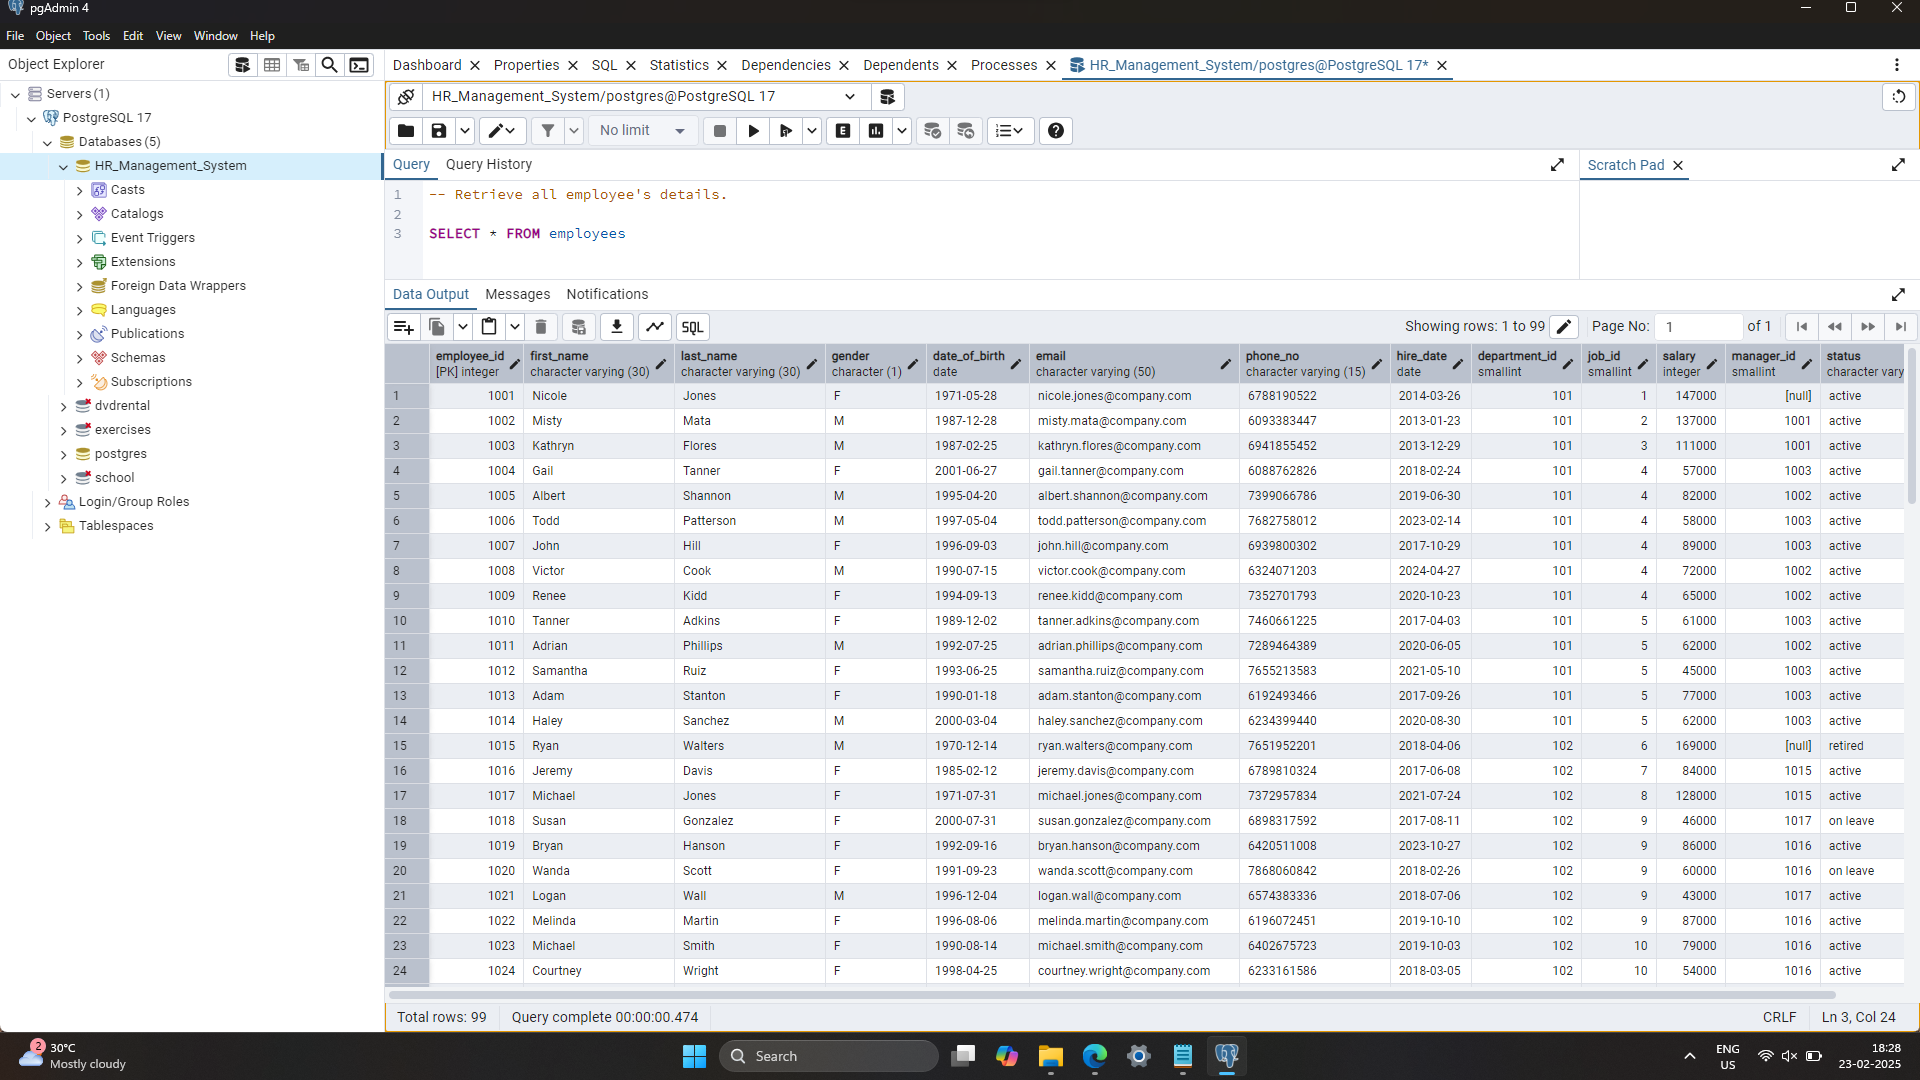 pgAdmin 4
File Object Tools Edit View Window Help
Object Explorer
Servers (1)
PostgreSQL 17
Databases (5)
HR_Management_System
Casts
Catalogs
Event Triggers
Extensions
Foreign Data Wrappers
Languages
Publications
Schemas
Subscriptions
dvdrental
exercises
postgres
school
Login/Group Roles
Tablespaces
Dashboard Properties SQL Statistics Dependencies Dependents Processes HR_Management_System/postgres@PostgreSQL 17*
HR_Management_System/postgres@PostgreSQL 17
No limit
E
Query Query History
Scratch Pad
1 -- Retrieve all employee's details.
2
3 SELECT * FROM employees
Data Output Messages Notifications
SQL Showing rows: 1 to 99 Page No: 1 of 1
employee_id first_name last_name gender date_of_birth email phone_no hire_date department_id job_id salary manager_id status
[PK] integer character varying (30) character varying (30) character (1) date character varying (50) character varying (15) date smallint smallint integer smallint character vary
1 1001 Nicole Jones F 1971-05-28 nicole.jones@company.com 6788190522 2014-03-26 101 1 147000 [null] active
2 1002 Misty Mata M 1987-12-28 misty.mata@company.com 6093383447 2013-01-23 101 2 137000 1001 active
3 1003 Kathryn Flores M 1987-02-25 kathryn.flores@company.com 6941855452 2013-12-29 101 3 111000 1001 active
4 1004 Gail Tanner F 2001-06-27 gail.tanner@company.com 6088762826 2018-02-24 101 4 57000 1003 active
5 1005 Albert Shannon M 1995-04-20 albert.shannon@company.com 7399066786 2019-06-30 101 4 82000 1002 active
6 1006 Todd Patterson M 1997-05-04 todd.patterson@company.com 7682758012 2023-02-14 101 4 58000 1003 active
7 1007 John Hill F 1996-09-03 john.hill@company.com 6939800302 2017-10-29 101 4 89000 1003 active
8 1008 Victor Cook M 1990-07-15 victor.cook@company.com 6324071203 2024-04-27 101 4 72000 1002 active
9 1009 Renee Kidd F 1994-09-13 renee.kidd@company.com 7352701793 2020-10-23 101 4 65000 1002 active
10 1010 Tanner Adkins F 1989-12-02 tanner.adkins@company.com 7460661225 2017-04-03 101 5 61000 1003 active
11 1011 Adrian Phillips M 1992-07-25 adrian.phillips@company.com 7289464389 2020-06-05 101 5 62000 1002 active
12 1012 Samantha Ruiz F 1993-06-25 samantha.ruiz@company.com 7655213583 2021-05-10 101 5 45000 1003 active
13 1013 Adam Stanton F 1990-01-18 adam.stanton@company.com 6192493466 2017-09-26 101 5 77000 1003 active
14 1014 Haley Sanchez M 2000-03-04 haley.sanchez@company.com 6234399440 2020-08-30 101 5 62000 1003 active
15 1015 Ryan Walters M 1970-12-14 ryan.walters@company.com 7651952201 2018-04-06 102 6 169000 [null] retired
16 1016 Jeremy Davis F 1985-02-12 jeremy.davis@company.com 6789810324 2017-06-08 102 7 84000 1015 active
17 1017 Michael Jones F 1971-07-31 michael.jones@company.com 7372957834 2021-07-24 102 8 128000 1015 active
18 1018 Susan Gonzalez F 2000-07-31 susan.gonzalez@company.com 6898317592 2017-08-11 102 9 46000 1017 on leave
19 1019 Bryan Hanson F 1992-09-16 bryan.hanson@company.com 6420511008 2023-10-27 102 9 86000 1016 active
20 1020 Wanda Scott F 1991-09-23 wanda.scott@company.com 7868060842 2018-02-26 102 9 60000 1016 on leave
21 1021 Logan Wall M 1996-12-04 logan.wall@company.com 6574383336 2018-07-06 102 9 43000 1017 active
22 1022 Melinda Martin F 1996-08-06 melinda.martin@company.com 6196072451 2019-10-10 102 9 87000 1016 active
23 1023 Michael Smith F 1990-08-14 michael.smith@company.com 6402675723 2019-10-03 102 10 79000 1016 active
24 1024 Courtney Wright F 1998-04-25 courtney.wright@company.com 6233161586 2018-03-05 102 10 54000 1016 active
Total rows: 99 Query complete 00:00:00.474 CRLF Ln 3, Col 24
2
30°C
Mostly cloudy
Search
ENG
US
18:28
23-02-2025